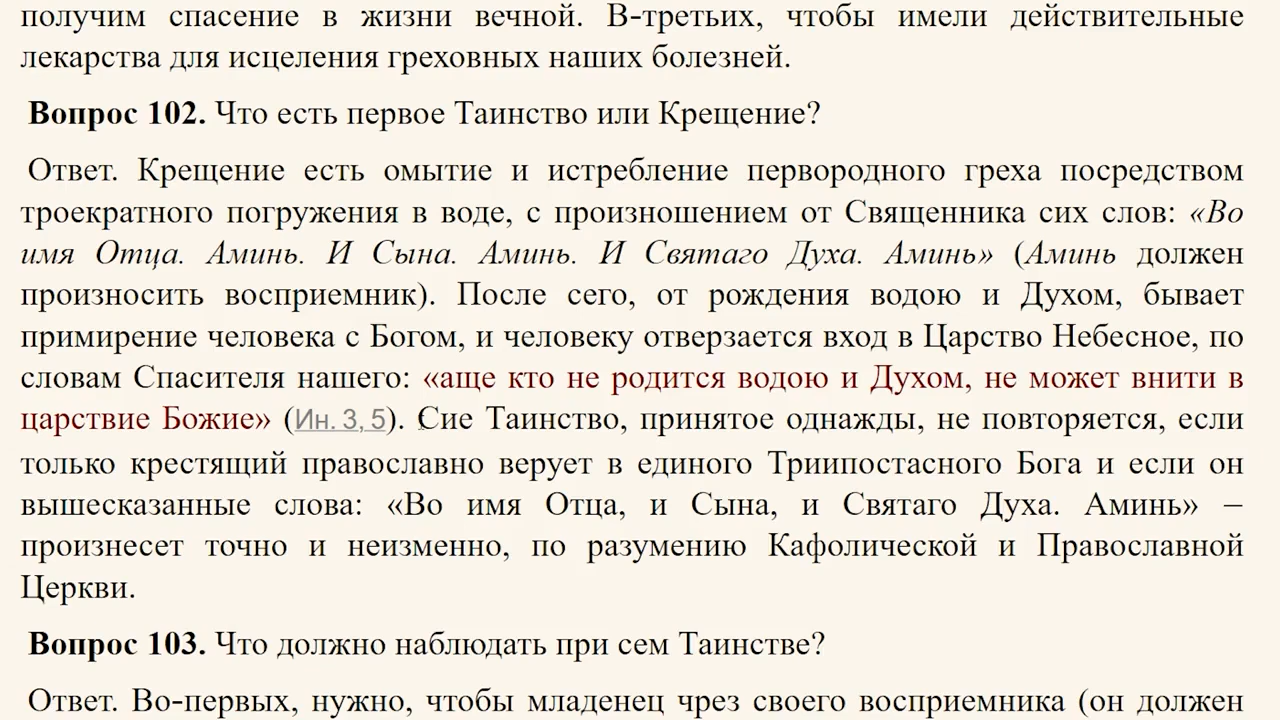 получим спасение в жизни вечной. В-третьих, чтобы имели действительные
лекарства для исцеления греховных наших болезней.
Вопрос 102. Что есть первое Таинство или Крещение?
Ответ. Крещение есть омытие и истребление первородного греха посредством
троекратного погружения в воде, с произношением от Священника сих слов: «Во
имя Отца. Аминь. И Сына. Аминь. И Святаго Духа. Аминь» (Аминь должен
произносить восприемник). После сего, от рождения водою и Духом, бывает
примирение человека с Богом, и человеку отверзается вход в Царство Небесное, по
словам Спасителя нашего: «аще кто не родится водою и Духом, не может внити в
царствие Божие» (Ин. 3, 5). Сие Таинство, принятое однажды, не повторяется, если
только крестящий православно верует в единого Триипостасного Бога и если он
вышесказанные слова: «Во имя Отца, и Сына, и Святаго Духа. Аминь» –
произнесет точно и неизменно, по разумению Кафолической и Православной
Церкви.
Вопрос 103. Что должно наблюдать при сем Таинстве?
Ответ. Во-первых, нужно, чтобы младенец чрез своего восприемника (он должен